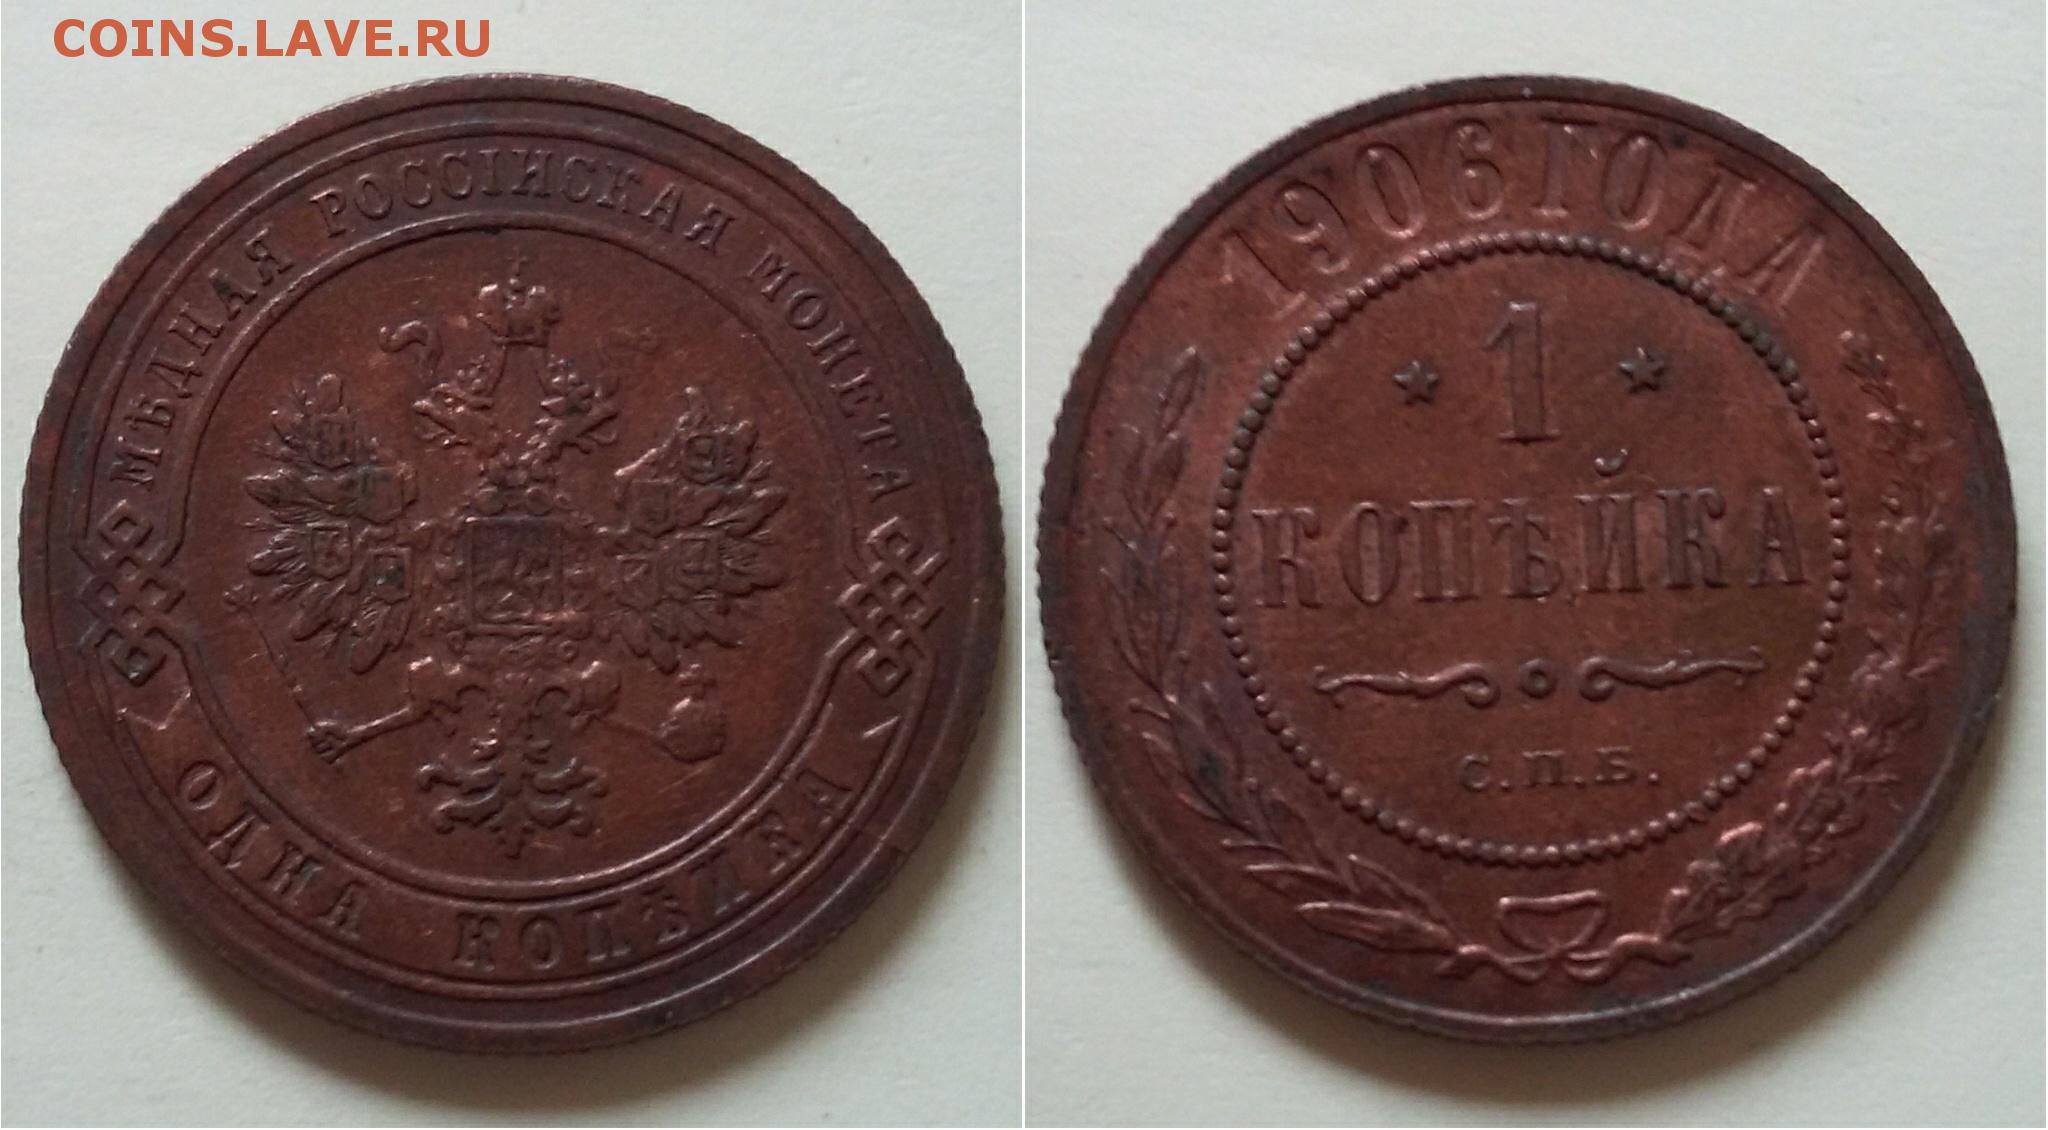 COINS.LAVE.RU
МѢДНАЯ РОССІЙСКАЯ МОНЕТА
ОДНА КОПѢЙКА
1906 ГОДА
* 1 *
КОПѢЙКА
С.П.Б.